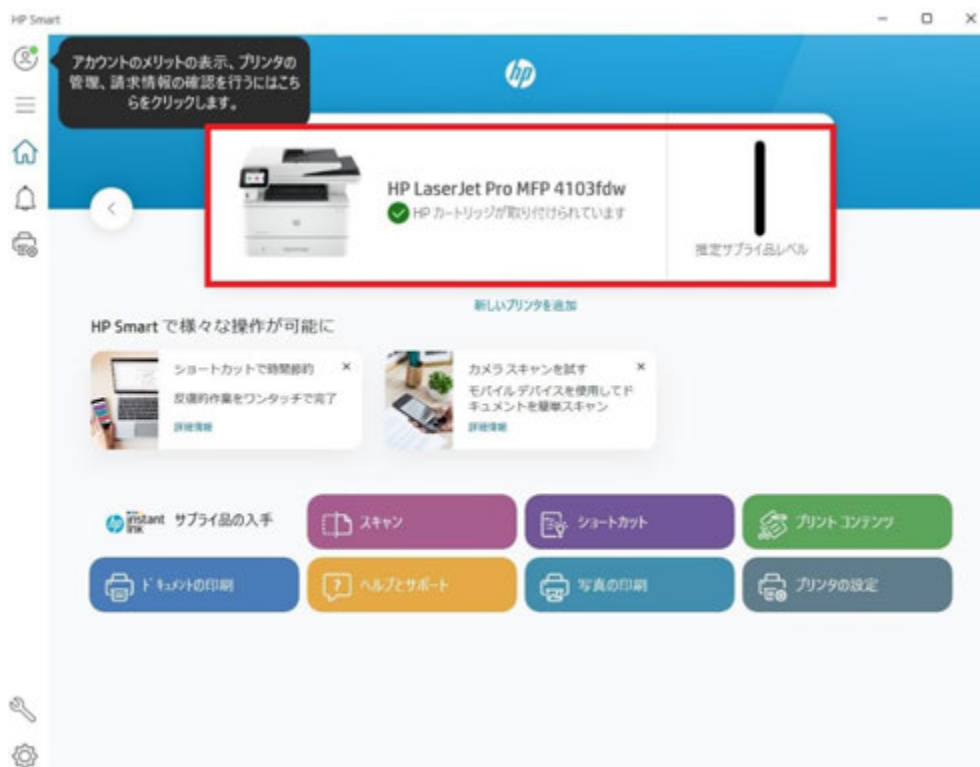 HP Smart
アカウントのメリットの表示、プリンタの
管理、請求情報の確認を行うにはこち
らをクリックします。
hp
HP LaserJet Pro MFP 4103fdw
HP カートリッジが取り付けられています
推定サプライ品レベル
新しいプリンタを追加
HP Smart で様々な操作が可能に
ショートカットで時間節約
反復的作業をワンタッチで完了
詳細情報
カメラ スキャンを試す
モバイル デバイスを使用してド
キュメントを簡単スキャン
詳細情報
hp instant ink サプライ品の入手
スキャン
ショートカット
プリント コンテンツ
ドキュメントの印刷
ヘルプとサポート
写真の印刷
プリンタの設定